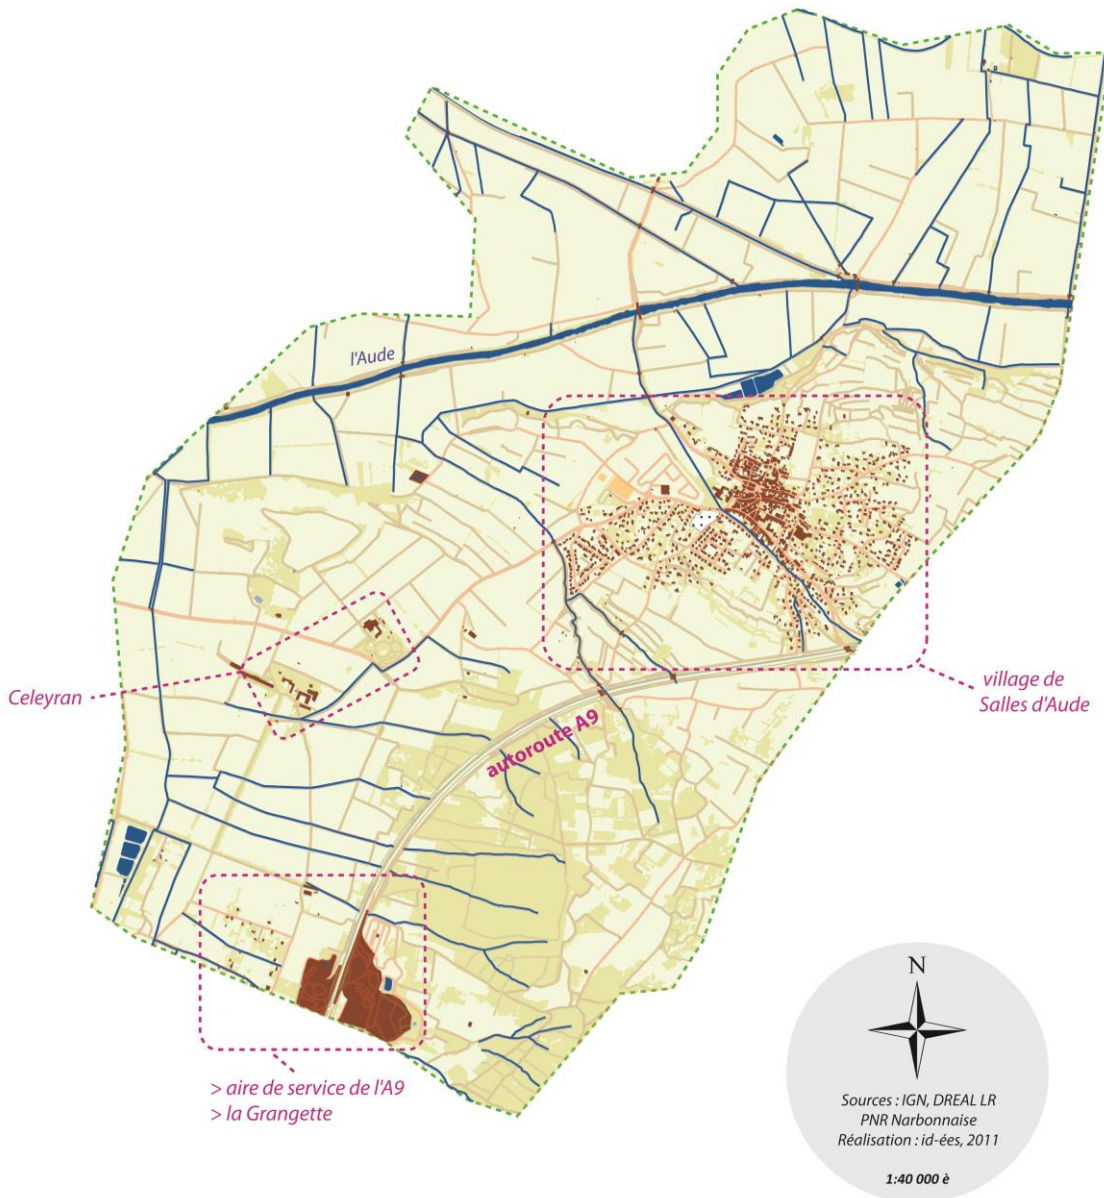 l'Aude
Celeyran
village de
Salles d'Aude
autoroute A9
> aire de service de l'A9
> la Grangette
N
Sources : IGN, DREAL LR
PNR Narbonnaise
Réalisation : id-ées, 2011
1:40 000 è